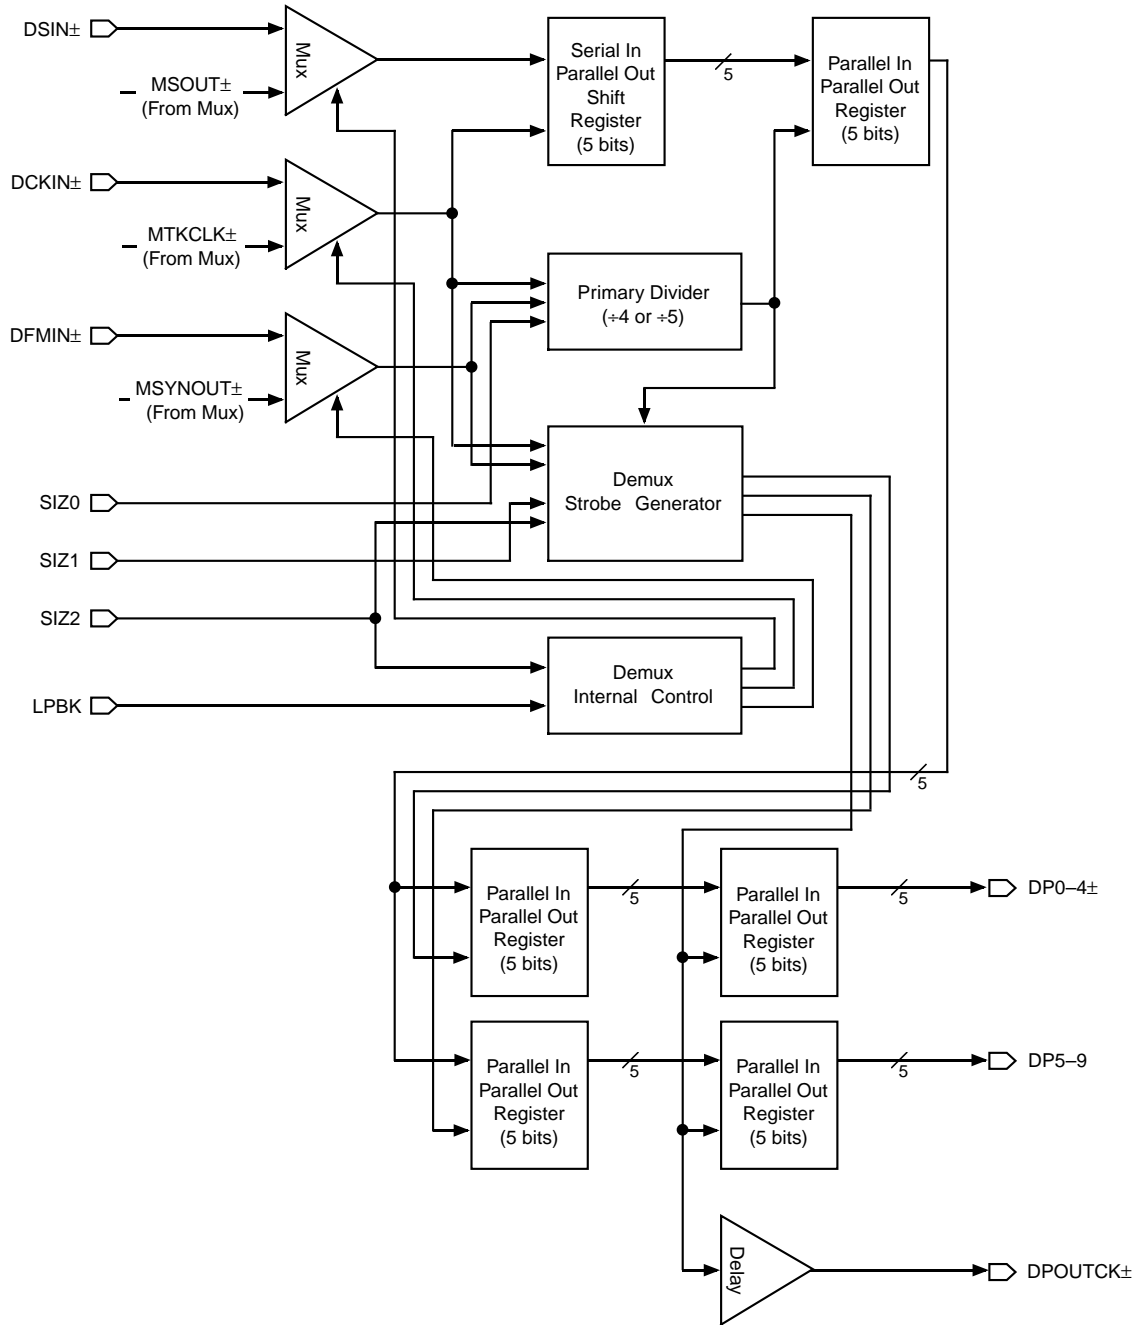 DSIN±
Mux
MSOUT±
(From Mux)
Serial In
Parallel Out
Shift
Register
(5 bits)
5
Parallel In
Parallel Out
Register
(5 bits)
DCKIN±
Mux
MTKCLK±
(From Mux)
Primary Divider
(÷4 or ÷5)
DFMIN±
Mux
MSYNOUT±
(From Mux)
Demux
Strobe Generator
SIZ0
SIZ1
SIZ2
Demux
Internal Control
LPBK
5
Parallel In
Parallel Out
Register
(5 bits)
5
Parallel In
Parallel Out
Register
(5 bits)
5
DP0–4±
Parallel In
Parallel Out
Register
(5 bits)
5
Parallel In
Parallel Out
Register
(5 bits)
5
DP5–9
Delay
DPOUTCK±